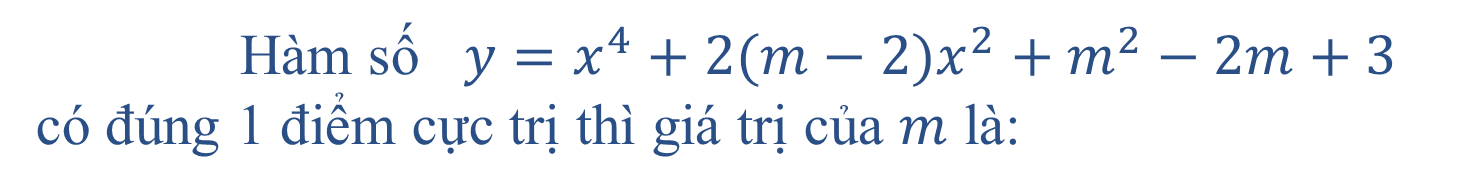 Hàm số y = x⁴ + 2(m − 2)x² + m² − 2m + 3
có đúng 1 điểm cực trị thì giá trị của m là: